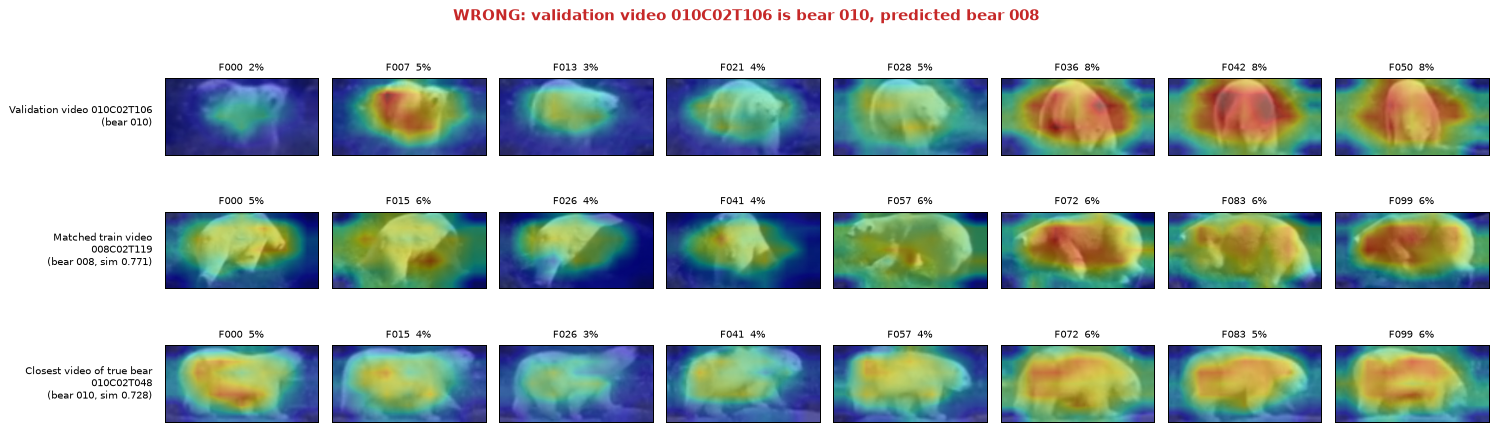 WRONG: validation video 010C02T106 is bear 010, predicted bear 008
F000 2%
F007 5%
F013 3%
F021 4%
F028 5%
F036 8%
F042 8%
F050 8%
Validation video 010C02T106
(bear 010)
F000 5%
F015 6%
F026 4%
F041 4%
F057 6%
F072 6%
F083 6%
F099 6%
Matched train video
008C02T119
(bear 008, sim 0.771)
F000 5%
F015 4%
F026 3%
F041 4%
F057 4%
F072 6%
F083 5%
F099 6%
Closest video of true bear
010C02T048
(bear 010, sim 0.728)